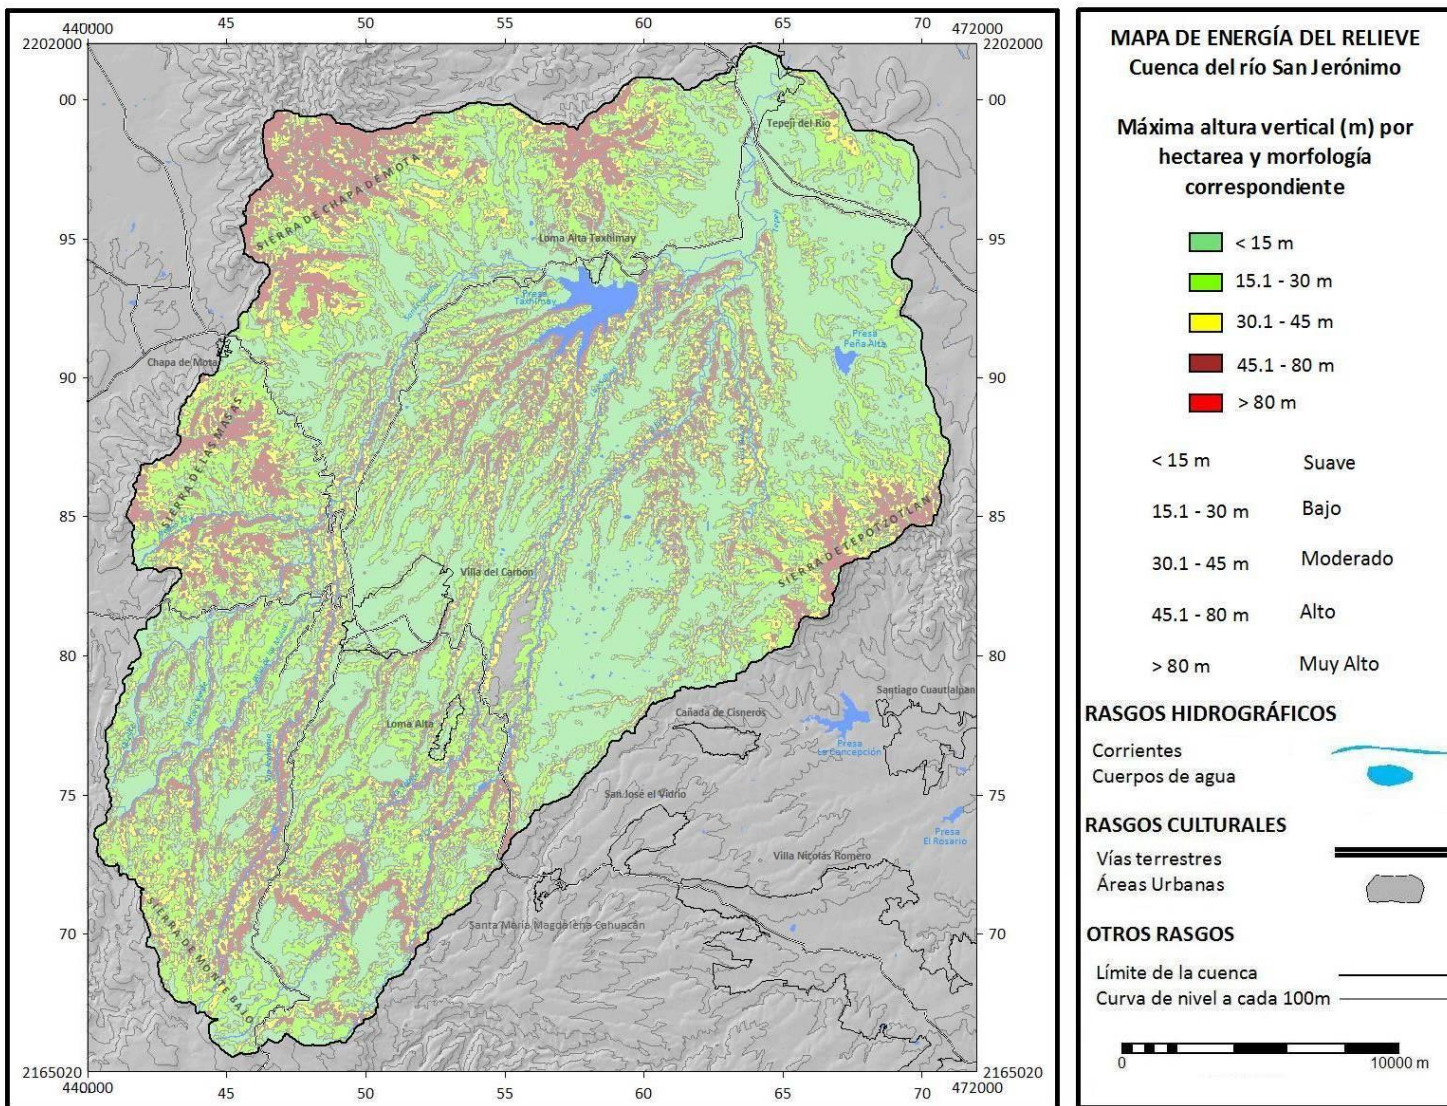 440000 45 50 55 60 65 70 472000
2202000 2202000
00 00
Tepeji del Rio
SIERRA DE CHAPA DE MOTA
95 95
Loma Alta Taxhimay
Tepeji
Presa
Taxhimay
Presa
Peña Alta
Chapa de Mota
90 90
SIERRA DE LAS MASAS
85 85
SIERRA DE TEPOTZOTLAN
Villa del Carbón
80 80
Santiago Cuautlalpan
Cañada de Cisneros
Loma Alta
Presa
La Concepción
75 75
San José el Vidrio
Presa
El Rosario
Villa Nicolás Romero
70 70
Santa María Magdalena Cahuacán
SIERRA DE MONTE BAJO
2165020 2165020
440000 45 50 55 60 65 70 472000
MAPA DE ENERGÍA DEL RELIEVE
Cuenca del río San Jerónimo
Máxima altura vertical (m) por
hectarea y morfología
correspondiente
< 15 m
15.1 - 30 m
30.1 - 45 m
45.1 - 80 m
> 80 m
< 15 m Suave
15.1 - 30 m Bajo
30.1 - 45 m Moderado
45.1 - 80 m Alto
> 80 m Muy Alto
RASGOS HIDROGRÁFICOS
Corrientes
Cuerpos de agua
RASGOS CULTURALES
Vías terrestres
Áreas Urbanas
OTROS RASGOS
Límite de la cuenca
Curva de nivel a cada 100m
0 10000 m